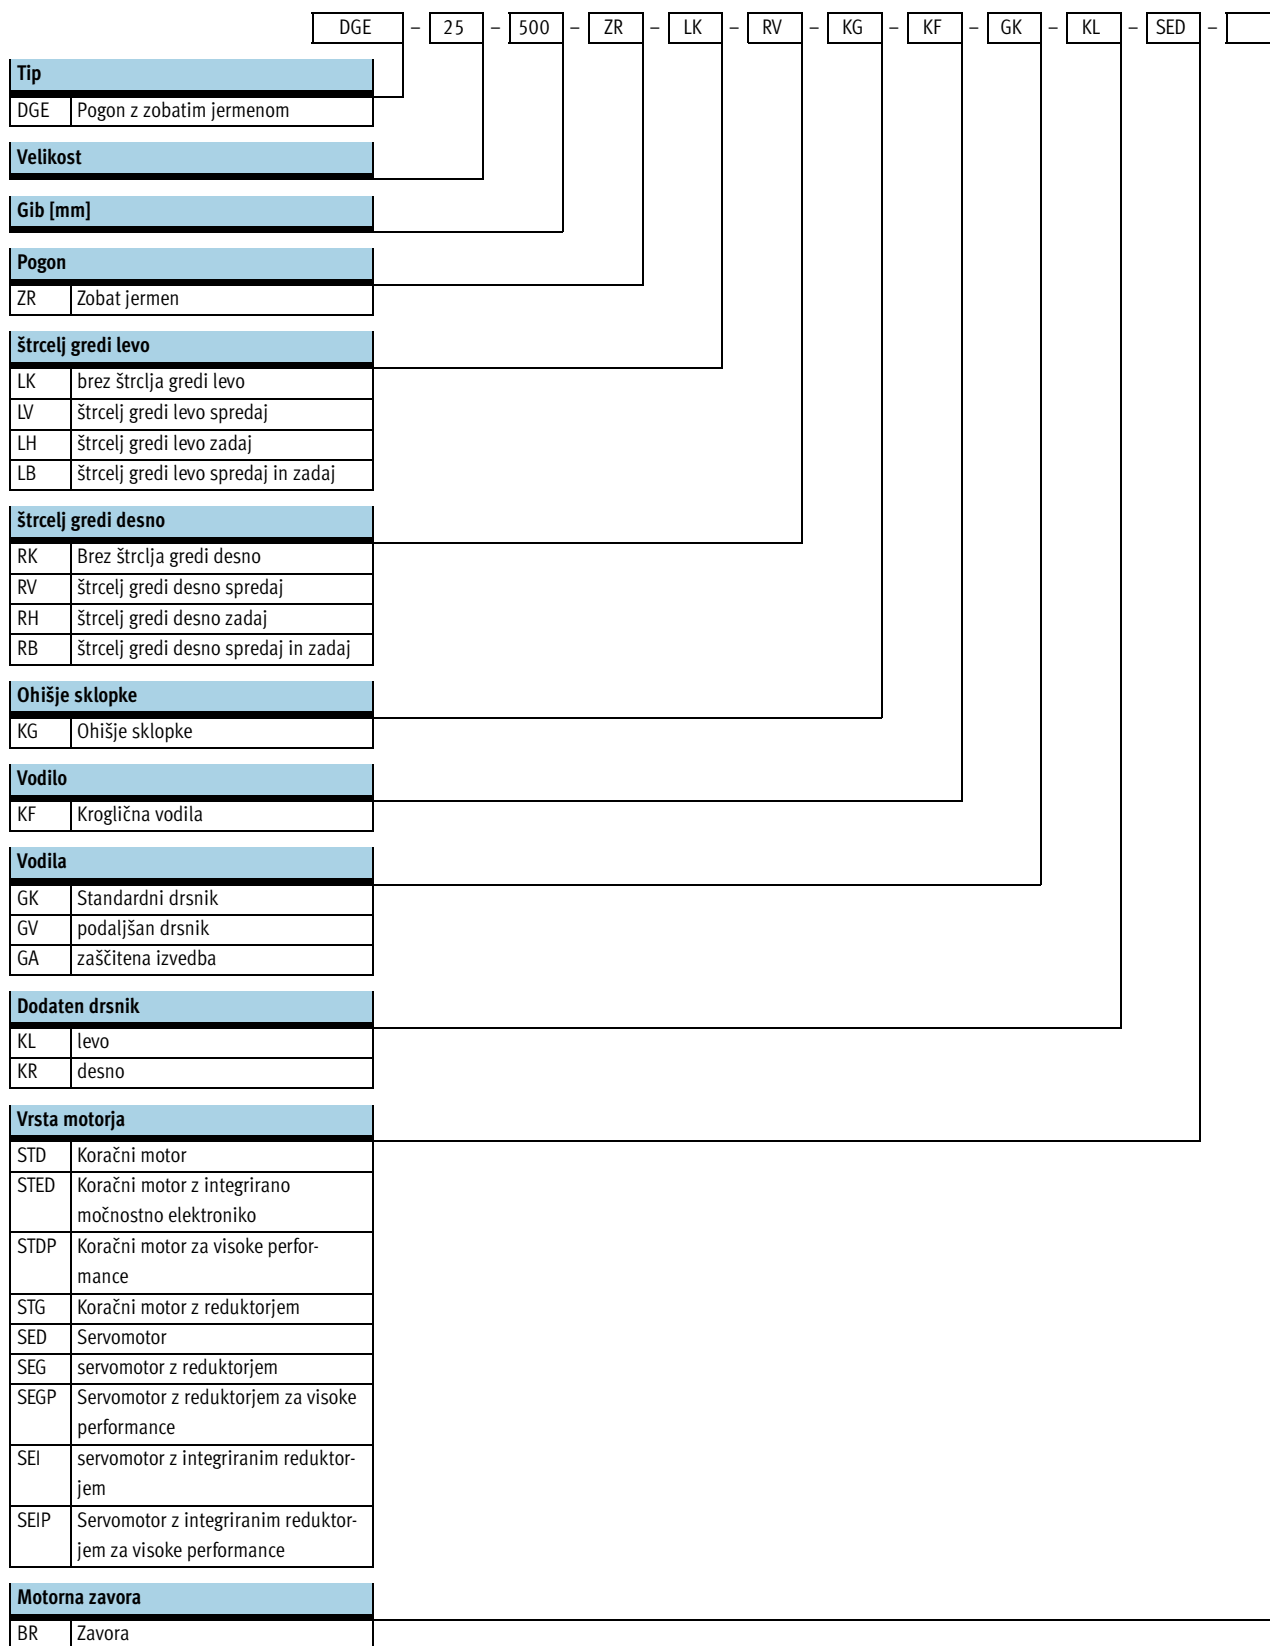 DGE – 25 – 500 – ZR – LK – RV – KG – KF – GK – KL – SED –
Tip
DGE Pogon z zobatim jermenom
Velikost
Gib [mm]
Pogon
ZR Zobat jermen
štrcelj gredi levo
LK brez štrclja gredi levo
LV štrcelj gredi levo spredaj
LH štrcelj gredi levo zadaj
LB štrcelj gredi levo spredaj in zadaj
štrcelj gredi desno
RK Brez štrclja gredi desno
RV štrcelj gredi desno spredaj
RH štrcelj gredi desno zadaj
RB štrcelj gredi desno spredaj in zadaj
Ohišje sklopke
KG Ohišje sklopke
Vodilo
KF Kroglična vodila
Vodila
GK Standardni drsnik
GV podaljšan drsnik
GA zaščitena izvedba
Dodaten drsnik
KL levo
KR desno
Vrsta motorja
STD Koračni motor
STED Koračni motor z integrirano
močnostno elektroniko
STDP Koračni motor za visoke perfor-
mance
STG Koračni motor z reduktorjem
SED Servomotor
SEG servomotor z reduktorjem
SEGP Servomotor z reduktorjem za visoke
performance
SEI servomotor z integriranim reduktor-
jem
SEIP Servomotor z integriranim reduktor-
jem za visoke performance
Motorna zavora
BR Zavora